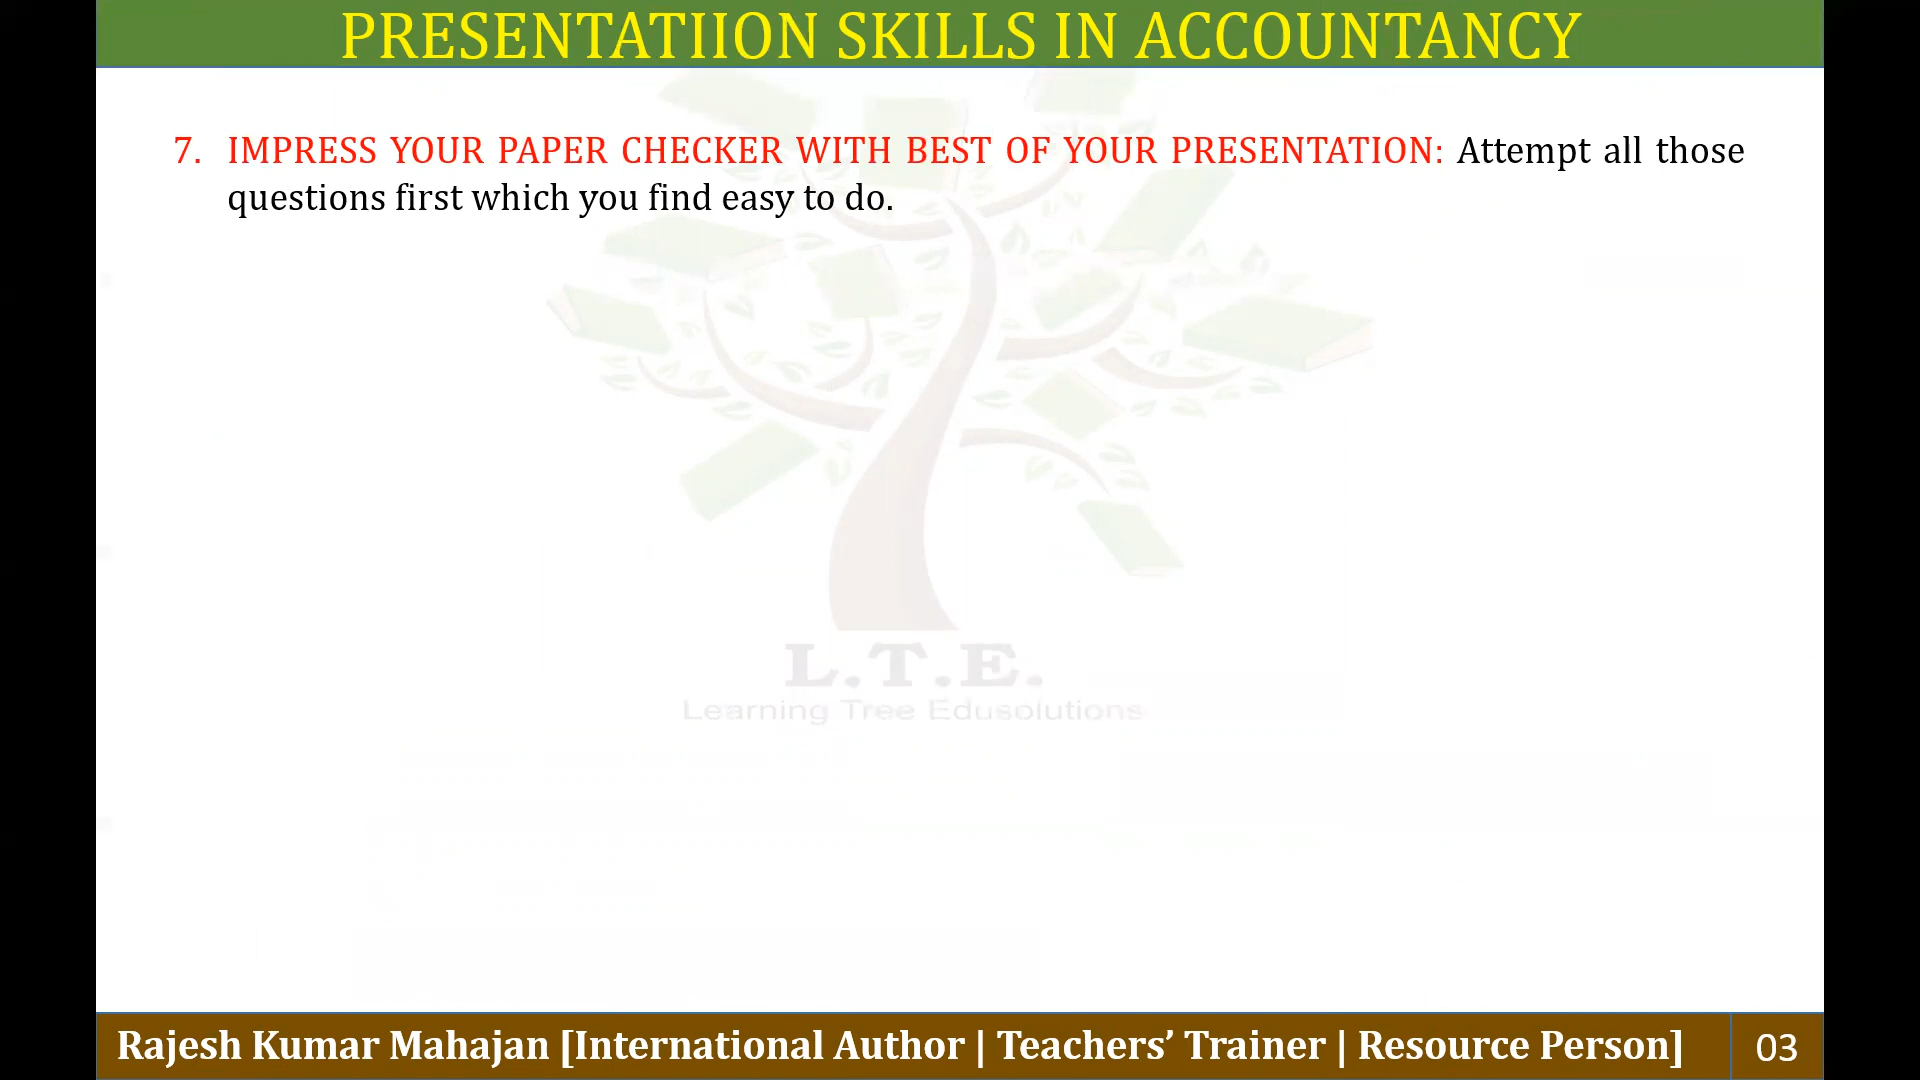 PRESENTATIION SKILLS IN ACCOUNTANCY
7. IMPRESS YOUR PAPER CHECKER WITH BEST OF YOUR PRESENTATION: Attempt all those
questions first which you find easy to do.
L.T.E.
Learning Tree Edusolutions
Rajesh Kumar Mahajan [International Author | Teachers’ Trainer | Resource Person] 03